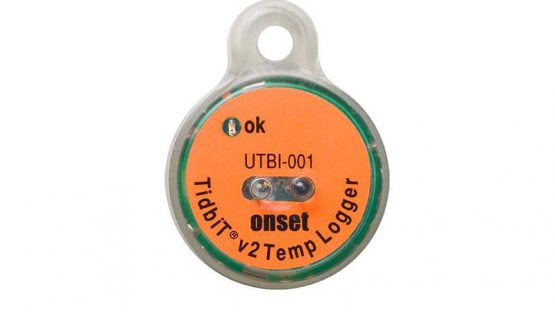 ok
UTBI-001
onset
TidbiT® v2 Temp Logger